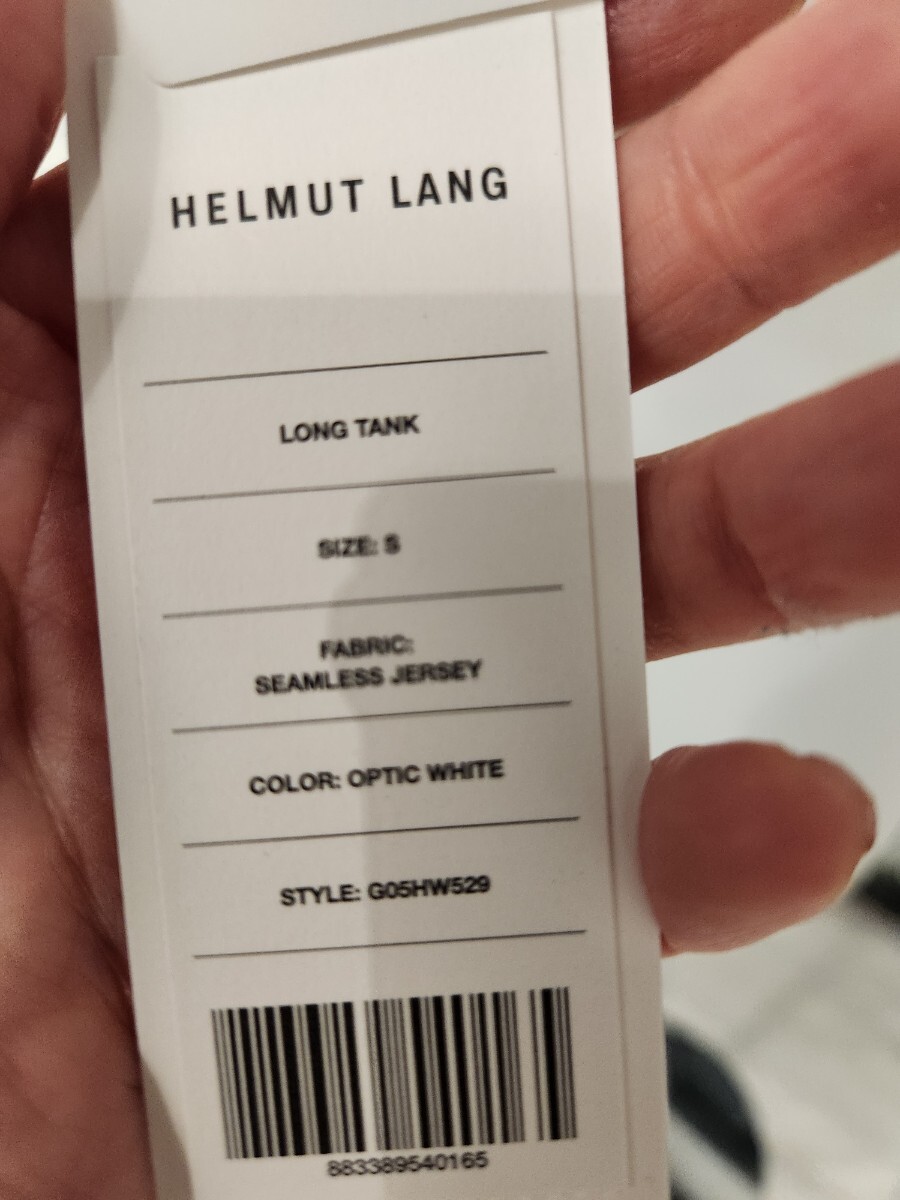 HELMUT LANG
LONG TANK
SIZE: S
FABRIC:
SEAMLESS JERSEY
COLOR: OPTIC WHITE
STYLE: G05HW529
883389540165